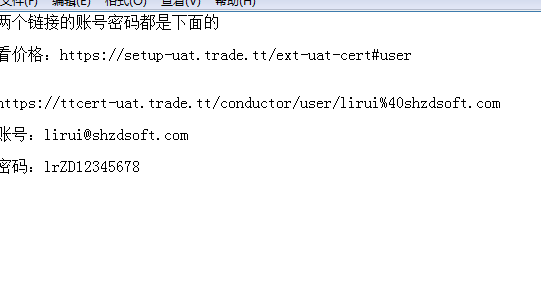 文件(F) 编辑(E) 格式(O) 查看(V) 帮助(H)
两个链接的账号密码都是下面的
看价格：https://setup-uat.trade.tt/ext-uat-cert#user
https://ttcert-uat.trade.tt/conductor/user/lirui%40shzdsoft.com
账号：lirui@shzdsoft.com
密码：lrZD12345678